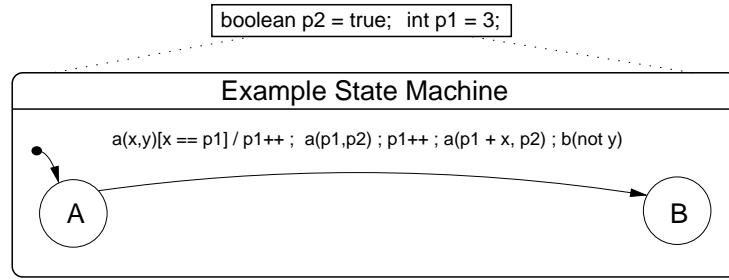 boolean p2 = true;  int p1 = 3;
Example State Machine
a(x,y)[x == p1] / p1++ ;  a(p1,p2) ; p1++ ; a(p1 + x, p2) ; b(not y)
A
B